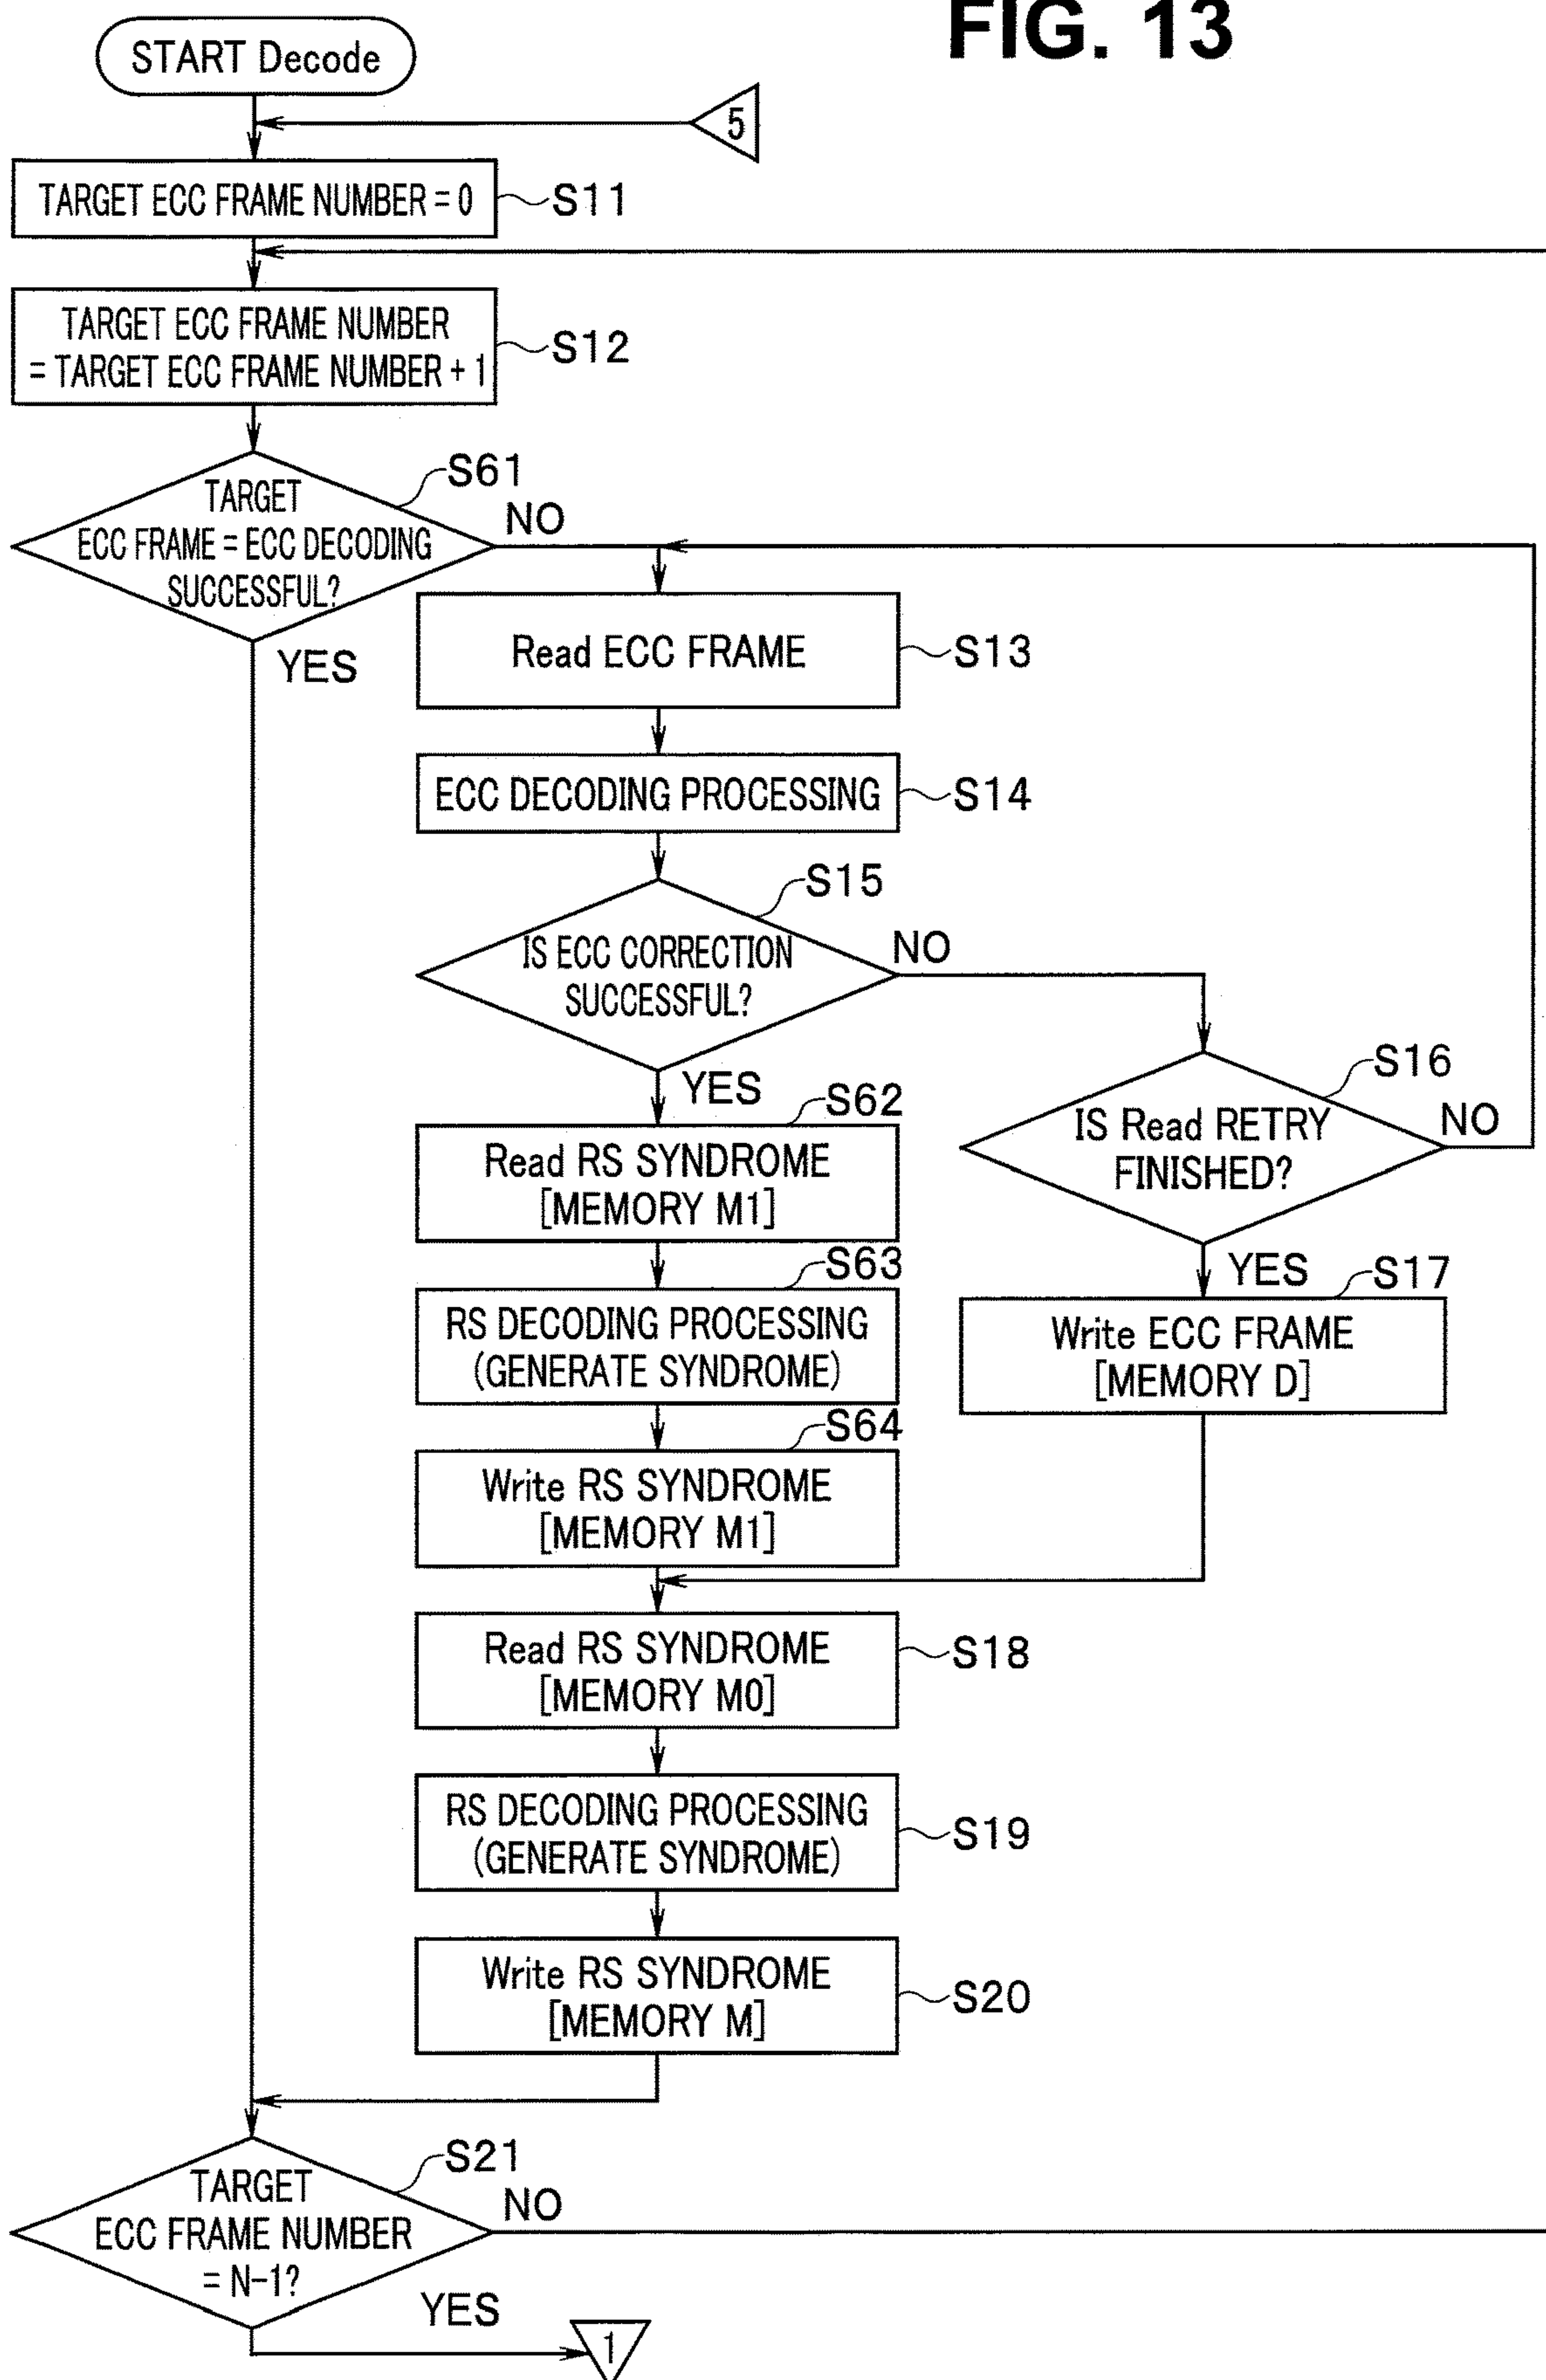 FIG. 13
START Decode
5
TARGET ECC FRAME NUMBER = 0
S11
TARGET ECC FRAME NUMBER
= TARGET ECC FRAME NUMBER + 1
S12
S61
TARGET
ECC FRAME = ECC DECODING
SUCCESSFUL?
NO
YES
Read ECC FRAME
S13
ECC DECODING PROCESSING
S14
S15
IS ECC CORRECTION
SUCCESSFUL?
NO
YES
S16
IS Read RETRY
FINISHED?
NO
YES
S62
Read RS SYNDROME
[MEMORY M1]
S63
RS DECODING PROCESSING
(GENERATE SYNDROME)
S17
Write ECC FRAME
[MEMORY D]
S64
Write RS SYNDROME
[MEMORY M1]
Read RS SYNDROME
[MEMORY M0]
S18
RS DECODING PROCESSING
(GENERATE SYNDROME)
S19
Write RS SYNDROME
[MEMORY M]
S20
S21
TARGET
ECC FRAME NUMBER
= N-1?
NO
YES
1